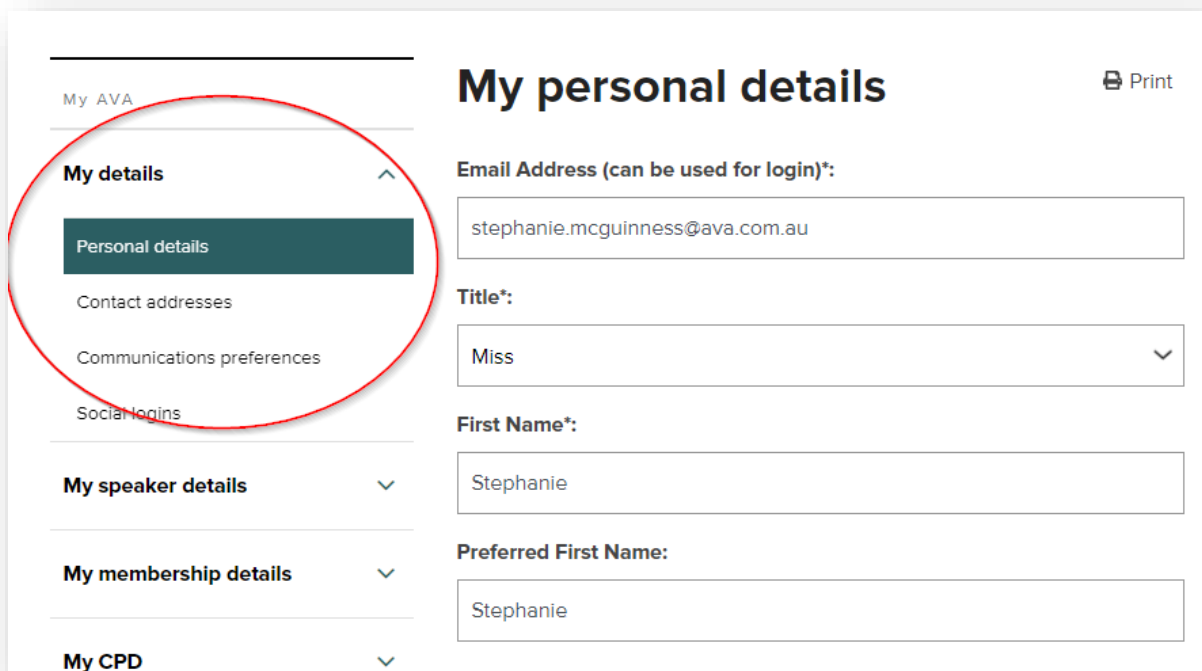 My AVA
My details
Personal details
Contact addresses
Communications preferences
Social logins
My speaker details
My membership details
My CPD
My personal details
Print
Email Address (can be used for login)*:
stephanie.mcguinness@ava.com.au
Title*:
Miss
First Name*:
Stephanie
Preferred First Name:
Stephanie